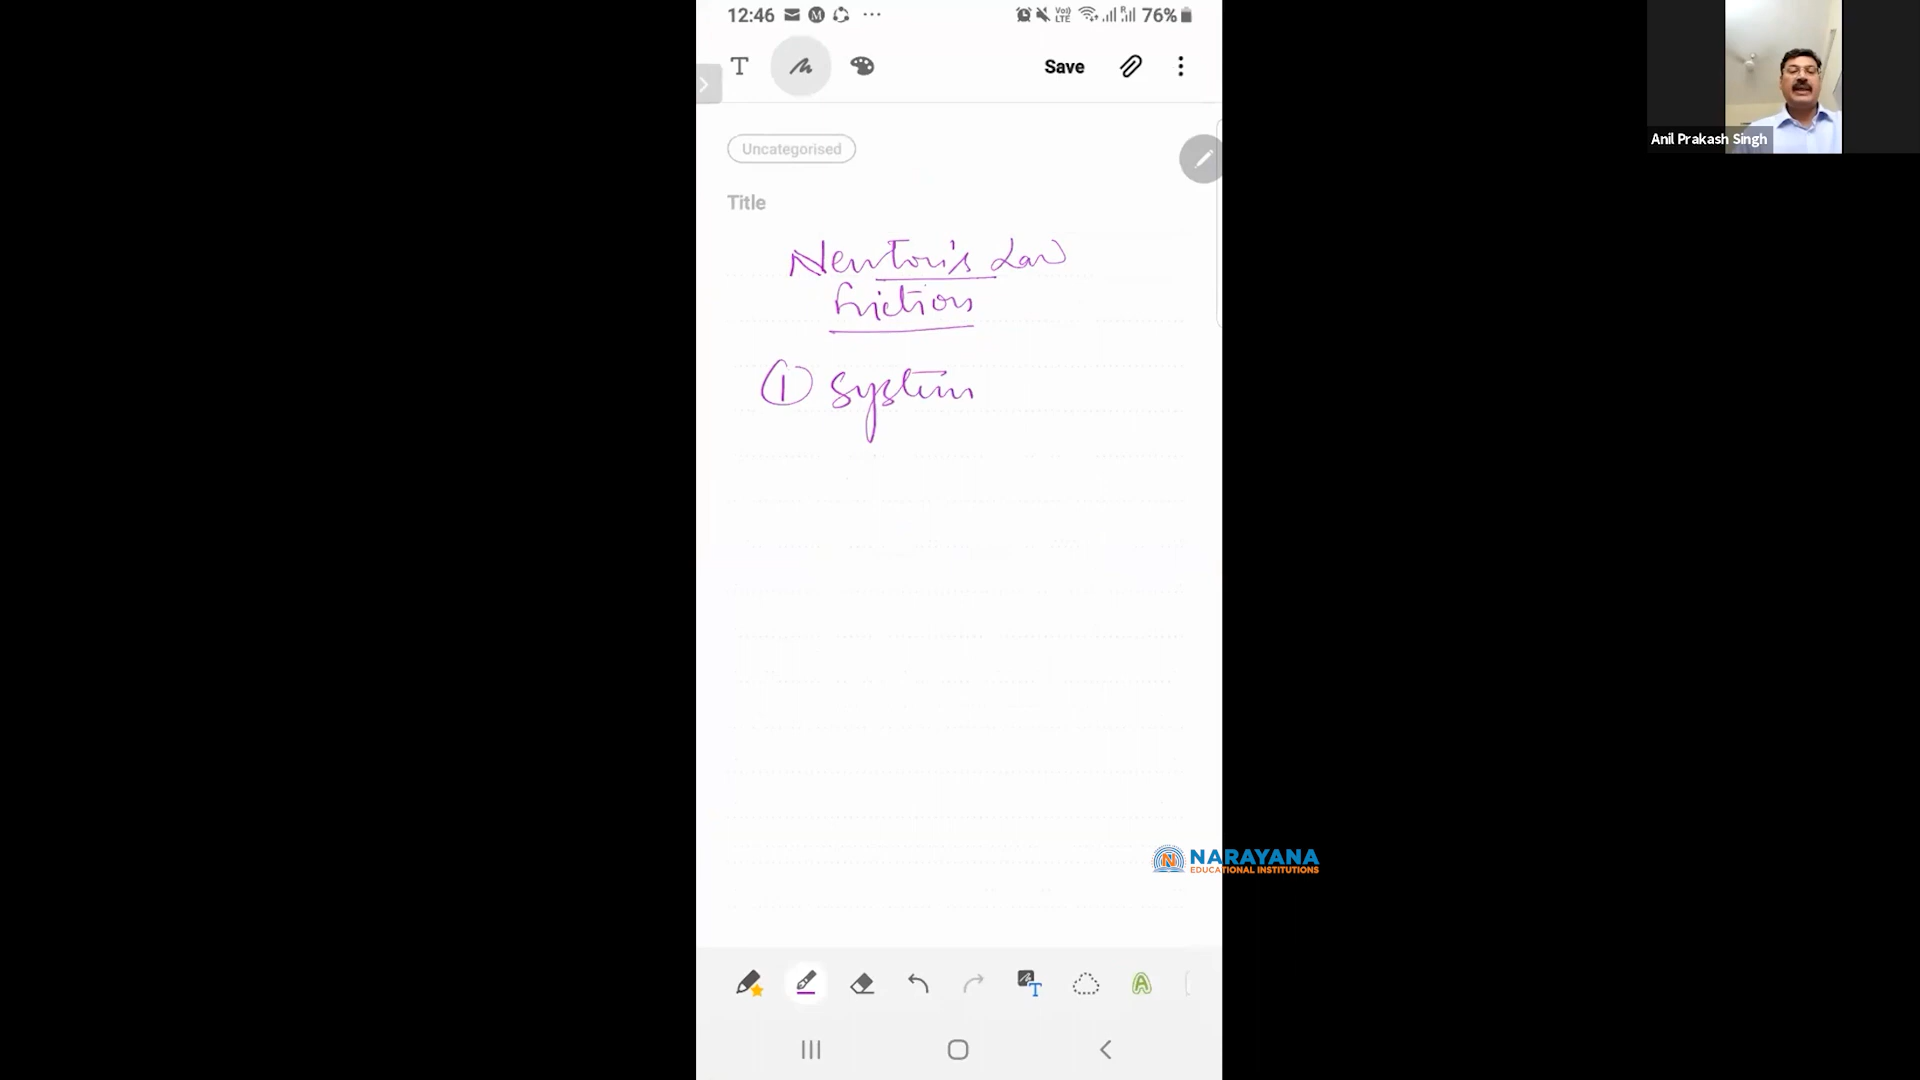 12:46 76%
T Save
Uncategorised
Title
Newton's Law
friction
① System
NARAYANA
EDUCATIONAL INSTITUTIONS
Anil Prakash Singh